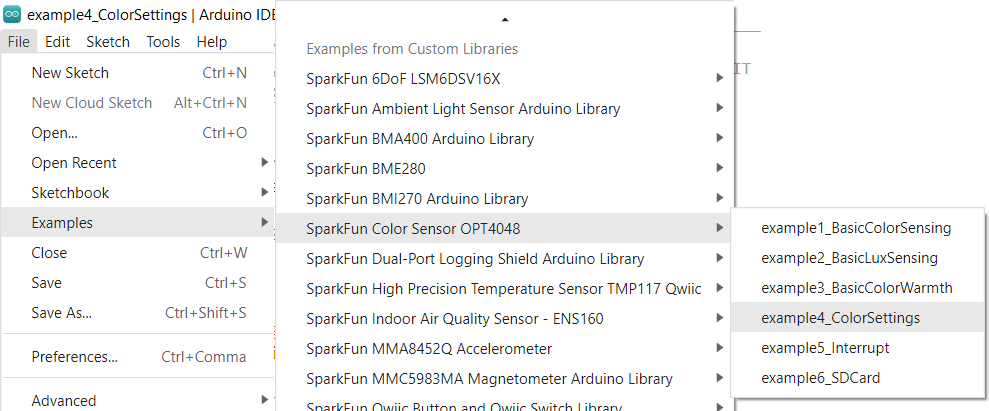 example4_ColorSettings | Arduino IDE
File Edit Sketch Tools Help
New Sketch Ctrl+N
New Cloud Sketch Alt+Ctrl+N
Open... Ctrl+O
Open Recent
Sketchbook
Examples
Close Ctrl+W
Save Ctrl+S
Save As... Ctrl+Shift+S
Preferences... Ctrl+Comma
Advanced
Examples from Custom Libraries
SparkFun 6DoF LSM6DSV16X
SparkFun Ambient Light Sensor Arduino Library
SparkFun BMA400 Arduino Library
SparkFun BME280
SparkFun BMI270 Arduino Library
SparkFun Color Sensor OPT4048
SparkFun Dual-Port Logging Shield Arduino Library
SparkFun High Precision Temperature Sensor TMP117 Qwiic
SparkFun Indoor Air Quality Sensor - ENS160
SparkFun MMA8452Q Accelerometer
SparkFun MMC5983MA Magnetometer Arduino Library
SparkFun Qwiic Button and Qwiic Switch Library
IT
example1_BasicColorSensing
example2_BasicLuxSensing
example3_BasicColorWarmth
example4_ColorSettings
example5_Interrupt
example6_SDCard